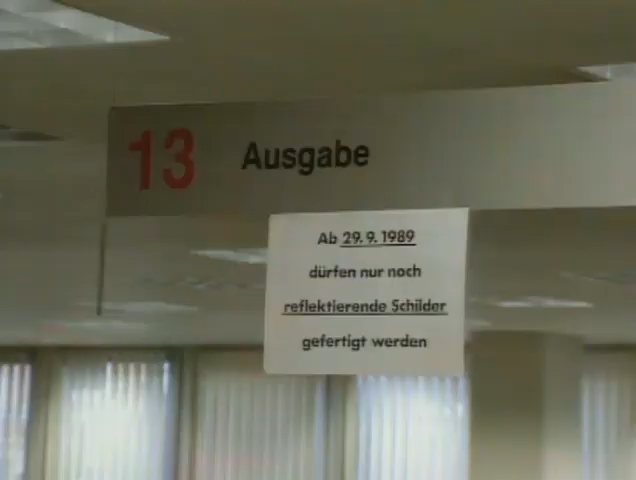 13 Ausgabe
Ab 29.9.1989
dürfen nur noch
reflektierende Schilder
gefertigt werden